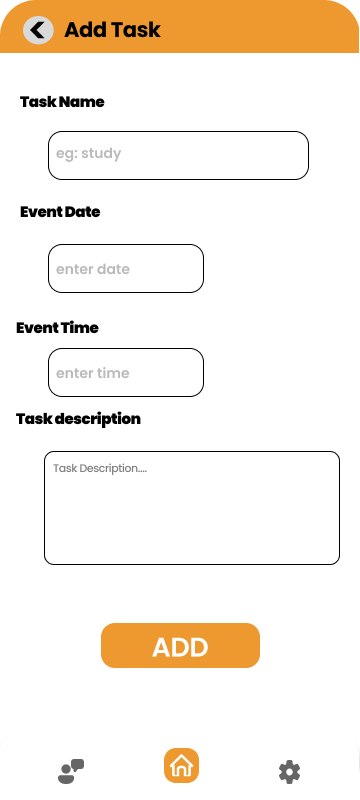 Add Task
Task Name
eg: study
Event Date
enter date
Event Time
enter time
Task description
Task Description....
ADD